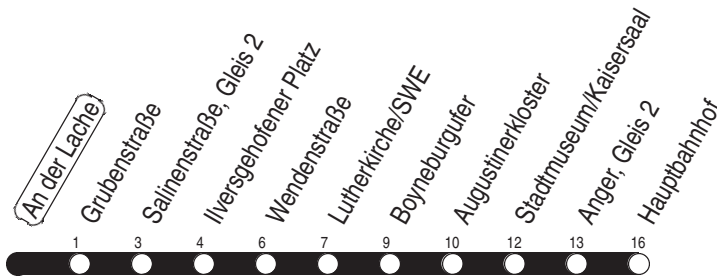 An der Lache
Grubenstraße
Salinenstraße, Gleis 2
Ilversgehofener Platz
Wendenstraße
Lutherkirche/SWE
Boyneburgufer
Augustinerkloster
Stadtmuseum/Kaisersaal
Anger, Gleis 2
Hauptbahnhof
1 3 4 6 7 9 10 12 13 16